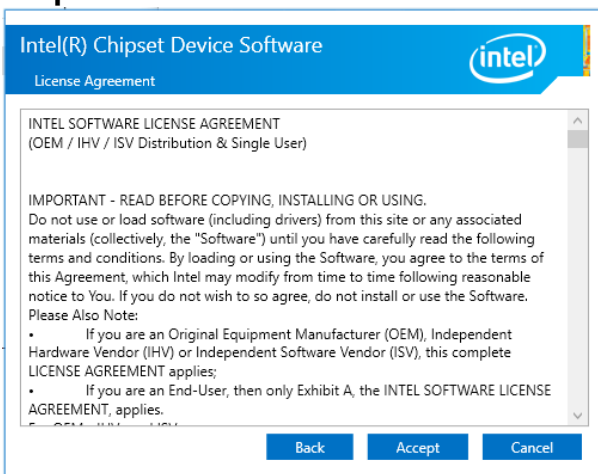 Intel(R) Chipset Device Software
intel
License Agreement
INTEL SOFTWARE LICENSE AGREEMENT
(OEM / IHV / ISV Distribution & Single User)
IMPORTANT - READ BEFORE COPYING, INSTALLING OR USING.
Do not use or load software (including drivers) from this site or any associated
materials (collectively, the "Software") until you have carefully read the following
terms and conditions. By loading or using the Software, you agree to the terms of
this Agreement, which Intel may modify from time to time following reasonable
notice to You. If you do not wish to so agree, do not install or use the Software.
Please Also Note:
• If you are an Original Equipment Manufacturer (OEM), Independent
Hardware Vendor (IHV) or Independent Software Vendor (ISV), this complete
LICENSE AGREEMENT applies;
• If you are an End-User, then only Exhibit A, the INTEL SOFTWARE LICENSE
AGREEMENT, applies.
Back Accept Cancel